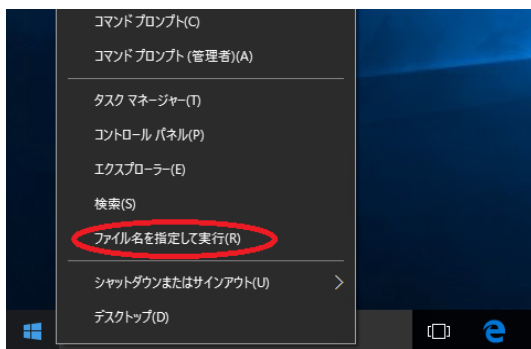 コマンド プロンプト(C)
コマンド プロンプト (管理者)(A)
タスク マネージャー(T)
コントロール パネル(P)
エクスプローラー(E)
検索(S)
ファイル名を指定して実行(R)
シャットダウンまたはサインアウト(U)
デスクトップ(D)